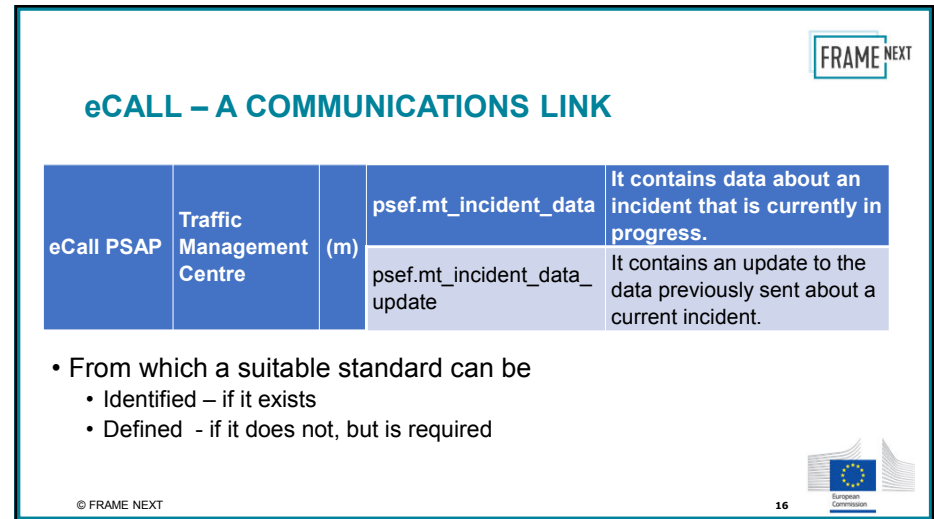 FRAME NEXT
eCALL – A COMMUNICATIONS LINK
eCall PSAP
Traffic
Management
Centre
(m)
psef.mt_incident_data
It contains data about an
incident that is currently in
progress.
psef.mt_incident_data_
update
It contains an update to the
data previously sent about a
current incident.
• From which a suitable standard can be
• Identified – if it exists
• Defined - if it does not, but is required
© FRAME NEXT
16
European
Commission